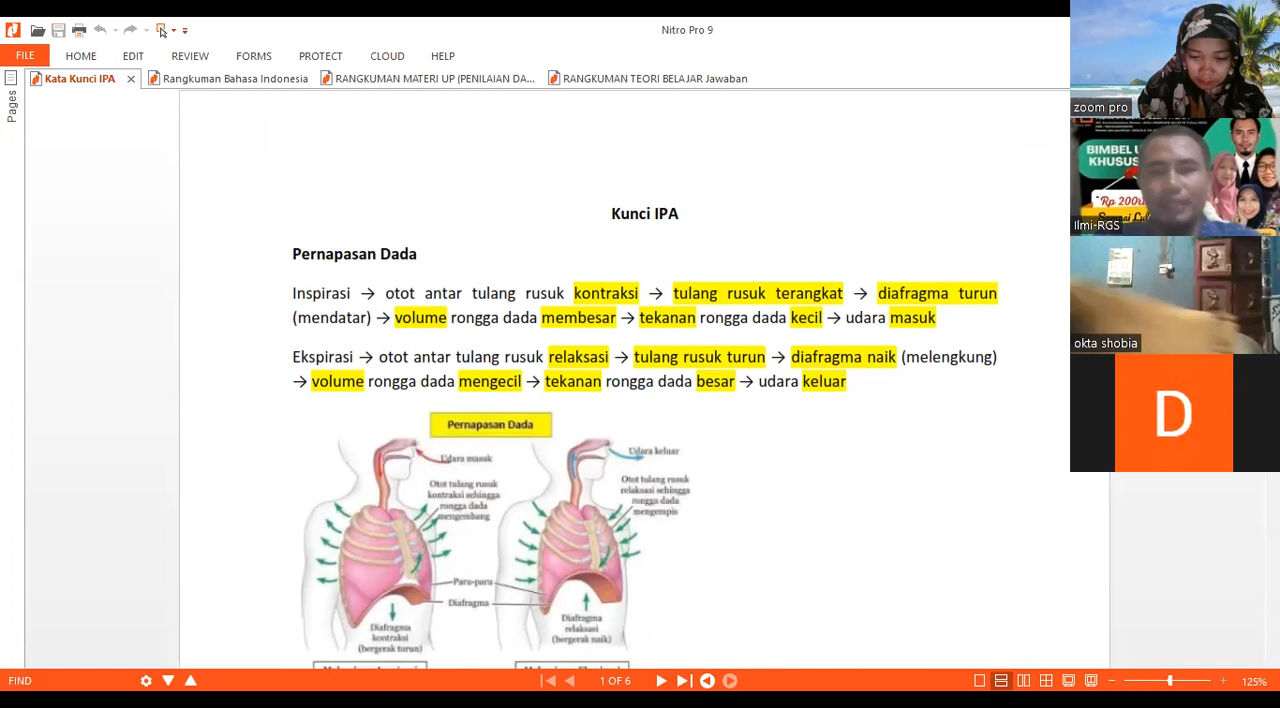 Nitro Pro 9
FILE HOME EDIT REVIEW FORMS PROTECT CLOUD HELP
Kata Kunci IPA × Rangkuman Bahasa Indonesia RANGKUMAN MATERI UP (PENILAIAN DA... RANGKUMAN TEORI BELAJAR Jawaban
Pages
Kunci IPA
Pernapasan Dada
Inspirasi → otot antar tulang rusuk kontraksi → tulang rusuk terangkat → diafragma turun
(mendatar) → volume rongga dada membesar → tekanan rongga dada kecil → udara masuk
Ekspirasi → otot antar tulang rusuk relaksasi → tulang rusuk turun → diafragma naik (melengkung)
→ volume rongga dada mengecil → tekanan rongga dada besar → udara keluar
Pernapasan Dada
Udara masuk
Otot tulang rusuk
kontraksi sehingga
rongga dada
mengembang
Udara keluar
Otot tulang rusuk
relaksasi sehingga
rongga dada
mengempis
Paru-paru
Diafragma
Diafragma
kontraksi
(bergerak turun)
Diafragma
relaksasi
(bergerak naik)
FIND
1 OF 6
125%
zoom pro
BIMBEL U
KHUSUS
Rp 200
Ilmi-RGS
okta shobia
D